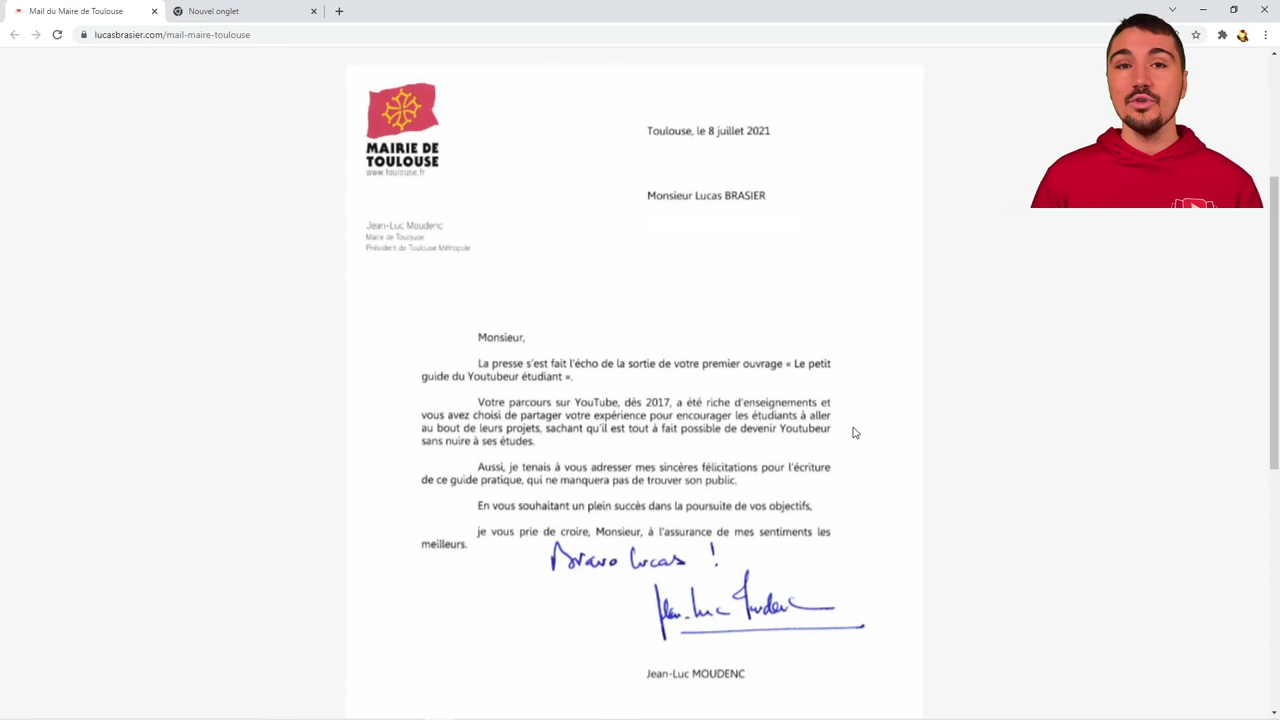 Mail du Maire de Toulouse
Nouvel onglet
lucasbrasier.com/mail-maire-toulouse
MAIRIE DE
TOULOUSE
www.toulouse.fr
Toulouse, le 8 juillet 2021
Monsieur Lucas BRASIER
Jean-Luc Moudenc
Maire de Toulouse
Président de Toulouse Métropole
Monsieur,
La presse s'est fait l'écho de la sortie de votre premier ouvrage « Le petit
guide du Youtubeur étudiant ».
Votre parcours sur YouTube, dès 2017, a été riche d'enseignements et
vous avez choisi de partager votre expérience pour encourager les étudiants à aller
au bout de leurs projets, sachant qu'il est tout à fait possible de devenir Youtubeur
sans nuire à ses études.
Aussi, je tenais à vous adresser mes sincères félicitations pour l'écriture
de ce guide pratique, qui ne manquera pas de trouver son public.
En vous souhaitant un plein succès dans la poursuite de vos objectifs,
je vous prie de croire, Monsieur, à l'assurance de mes sentiments les
meilleurs.
Bravo Lucas !
Jean-Luc Moudenc
Jean-Luc MOUDENC